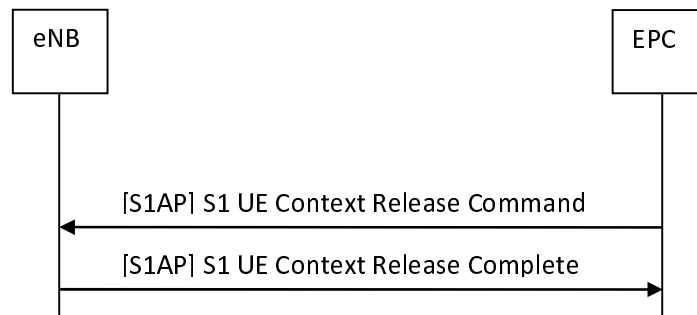 eNB
EPC
[S1AP] S1 UE Context Release Command
[S1AP] S1 UE Context Release Complete